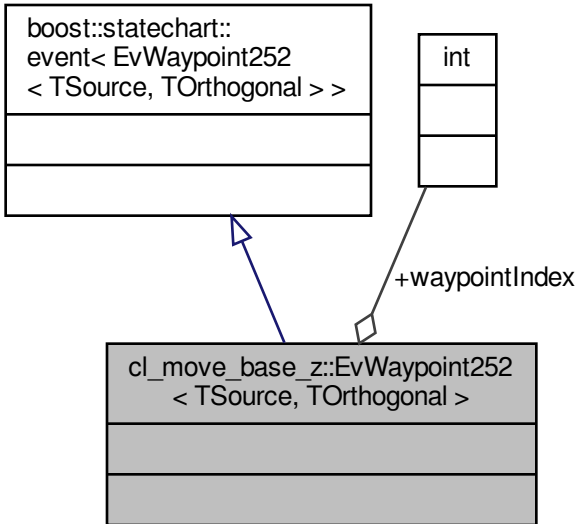 boost::statechart::
event< EvWaypoint252
< TSource, TOrthogonal > >
int
+waypointIndex
cl_move_base_z::EvWaypoint252
< TSource, TOrthogonal >